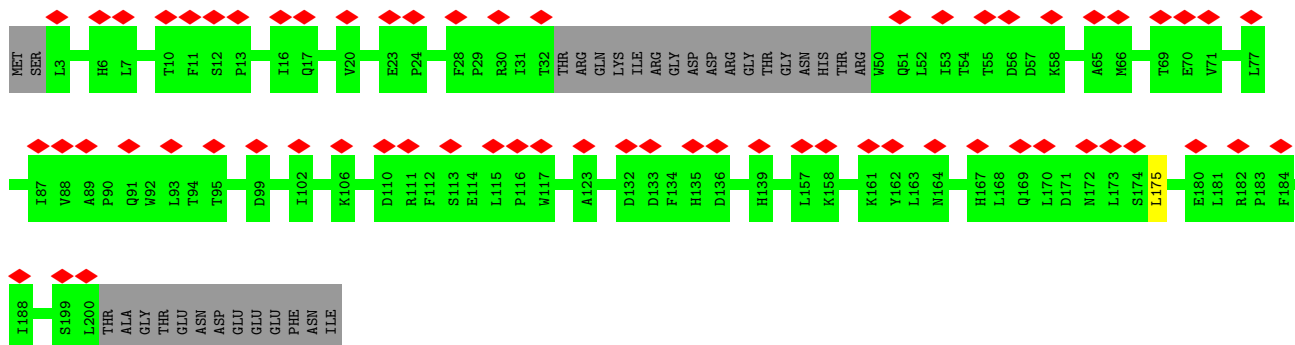 MET SER L3 H6 L7 T10 F11 S12 P13 I16 Q17 V20 E23 P24 F28 P29 R30 I31 T32 THR ARG GLN LYS ILE ARG GLY ASP ASP ARG GLY THR GLY ASN HIS THR ARG W50 Q51 L52 I53 T54 T55 D56 D57 K58 A65 M66 T69 E70 V71 L77
I87 V88 A89 P90 Q91 W92 L93 T94 T95 D99 I102 K106 D110 R111 F112 S113 E114 L115 P116 W117 A123 D132 D133 F134 H135 D136 H139 L157 K158 K161 Y162 L163 N164 H167 L168 Q169 L170 D171 N172 L173 S174 L175 E180 L181 R182 P183 F184
I188 S199 L200 THR ALA GLY THR GLU ASN ASP GLU GLU GLU PHE ASN ILE